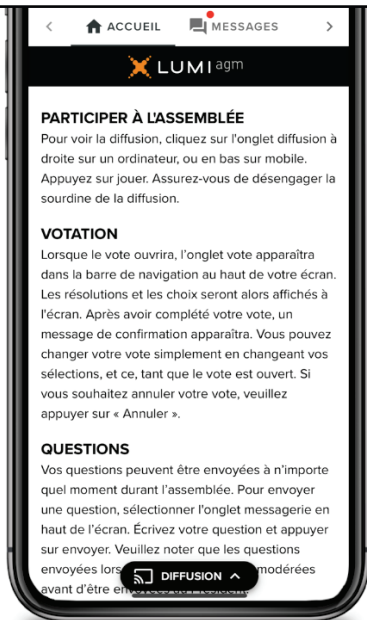 ACCUEIL MESSAGES
LUMI agm
PARTICIPER À L'ASSEMBLÉE
Pour voir la diffusion, cliquez sur l'onglet diffusion à
droite sur un ordinateur, ou en bas sur mobile.
Appuyez sur jouer. Assurez-vous de désengager la
sourdine de la diffusion.
VOTATION
Lorsque le vote ouvrira, l'onglet vote apparaîtra
dans la barre de navigation au haut de votre écran.
Les résolutions et les choix seront alors affichés à
l'écran. Après avoir complété votre vote, un
message de confirmation apparaîtra. Vous pouvez
changer votre vote simplement en changeant vos
sélections, et ce, tant que le vote est ouvert. Si
vous souhaitez annuler votre vote, veuillez
appuyer sur « Annuler ».
QUESTIONS
Vos questions peuvent être envoyées à n'importe
quel moment durant l'assemblée. Pour envoyer
une question, sélectionner l'onglet messagerie en
haut de l'écran. Écrivez votre question et appuyer
sur envoyer. Veuillez noter que les questions
envoyées lors modérées
DIFFUSION
avant d'être